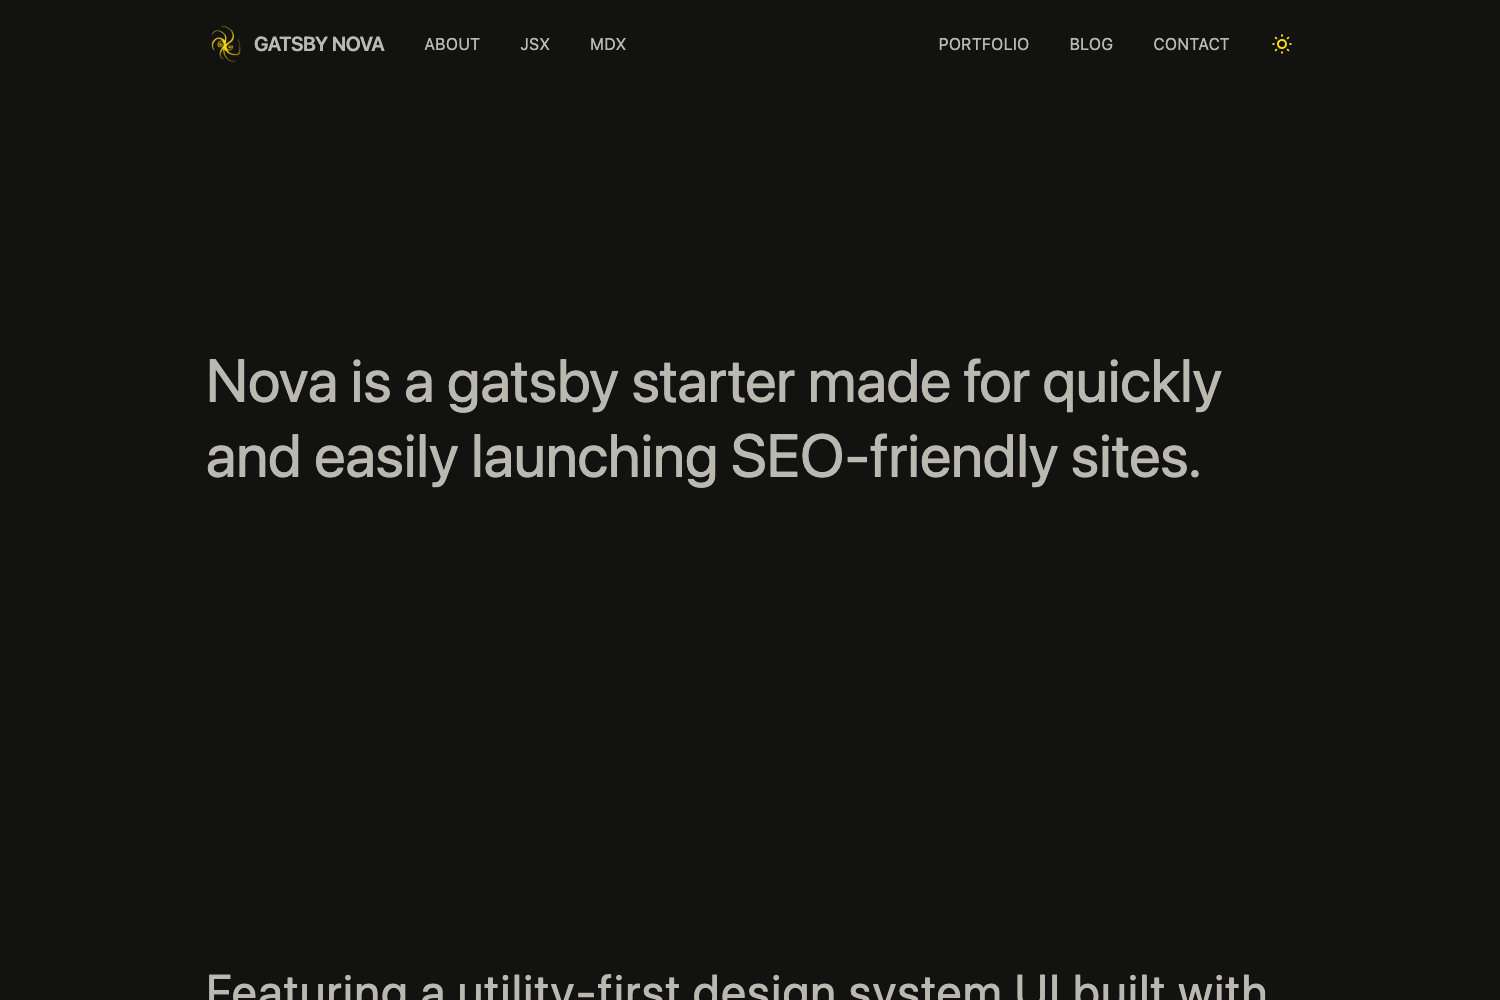 GATSBY NOVA ABOUT JSX MDX PORTFOLIO BLOG CONTACT
Nova is a gatsby starter made for quickly
and easily launching SEO-friendly sites.
Featuring a utility-first design system UI built with